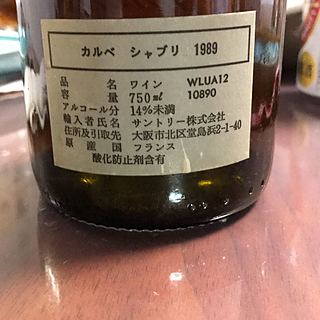 カルベ シャブリ 1989
品名 ワイン WLUA12
容量 750ml 10890
アルコール分 14%未満
輸入者氏名 サントリー株式会社
住所及引取先 大阪市北区堂島浜2-1-40
原産国 フランス
酸化防止剤含有